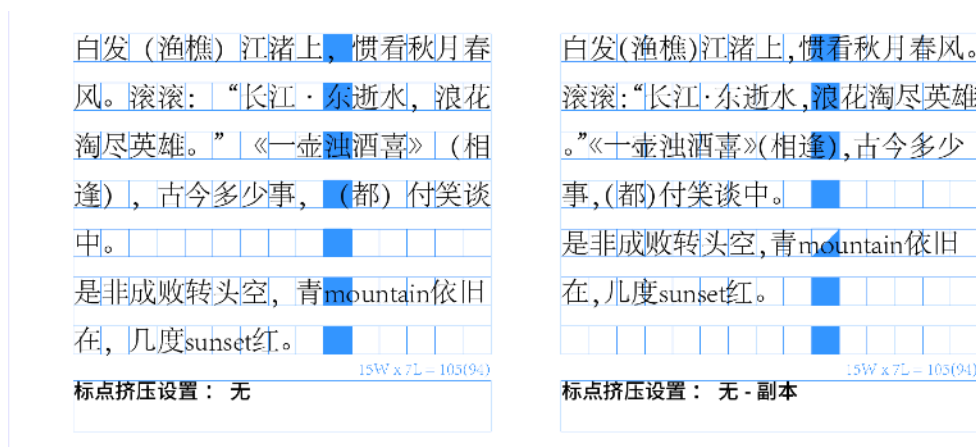 白发（渔樵）江渚上，惯看秋月春
风。滚滚：“长江·东逝水，浪花
淘尽英雄。”《一壶浊酒喜》（相
逢），古今多少事，（都）付笑谈
中。
是非成败转头空，青mountain依旧
在，几度sunset红。
15W x 7L = 105(94)
标点挤压设置： 无
白发(渔樵)江渚上,惯看秋月春风。
滚滚:“长江·东逝水,浪花淘尽英雄
。”《一壶浊酒喜》(相逢),古今多少
事,(都)付笑谈中。
是非成败转头空,青mountain依旧
在,几度sunset红。
15W x 7L = 105(94)
标点挤压设置： 无 - 副本